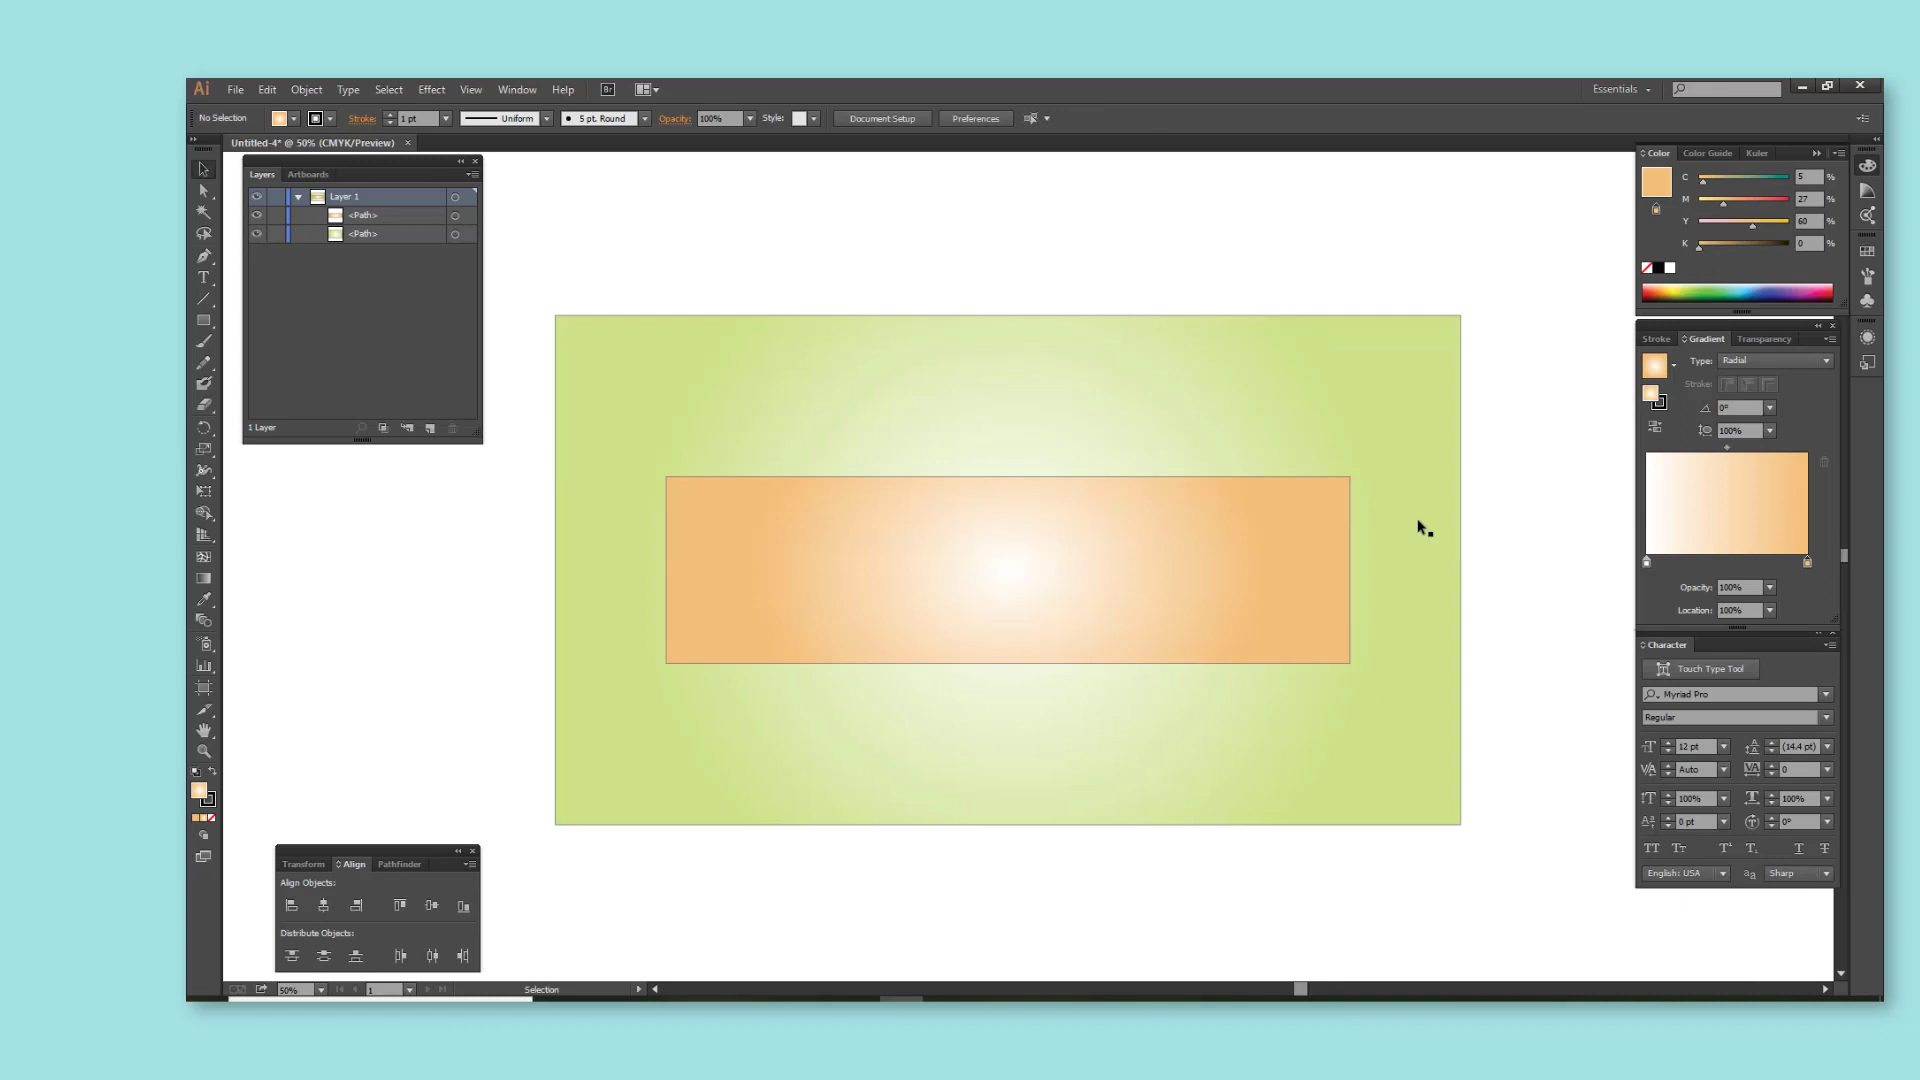 Ai File Edit Object Type Select Effect View Window Help Br Essentials
No Selection Stroke: 1 pt Uniform 5 pt. Round Opacity: 100% Style: Document Setup Preferences
Untitled-4* @ 50% (CMYK/Preview) ×
Layers Artboards
Layer 1
<Path>
<Path>
1 Layer
Transform Align Pathfinder
Align Objects:
Distribute Objects:
50% 1 Selection
Color Color Guide Kuler
C 5 %
M 27 %
Y 60 %
K 0 %
Stroke Gradient Transparency
Type: Radial
Stroke:
0°
100%
Opacity: 100%
Location: 100%
Character
Touch Type Tool
Myriad Pro
Regular
12 pt (14.4 pt)
Auto 0
100% 100%
0 pt 0°
English: USA Sharp